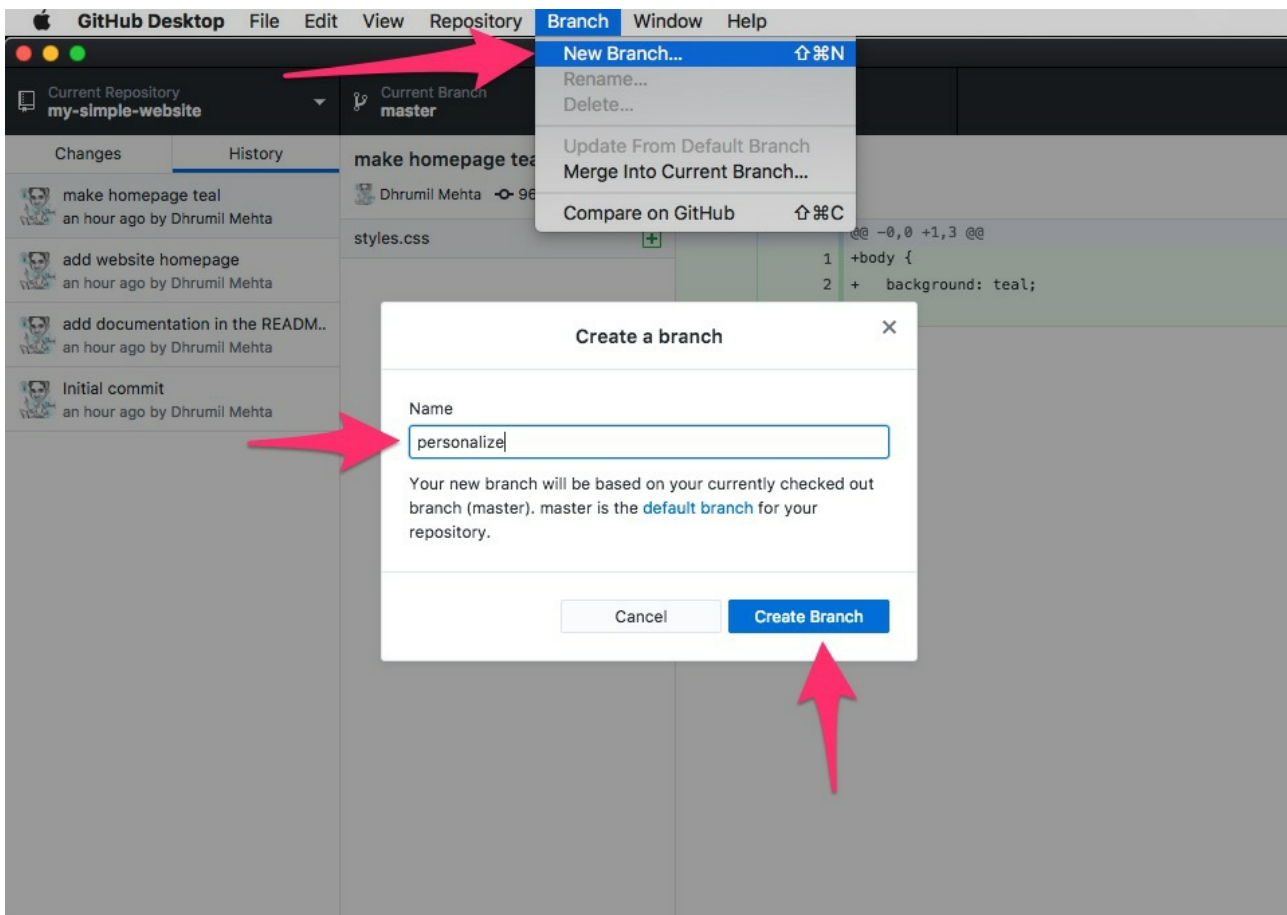 GitHub Desktop File Edit View Repository Branch Window Help
New Branch... ⇧⌘N
Rename...
Delete...
Update From Default Branch
Merge Into Current Branch...
Compare on GitHub ⇧⌘C
Current Repository
my-simple-website
Current Branch
master
Changes History
make homepage teal
an hour ago by Dhrumil Mehta
add website homepage
an hour ago by Dhrumil Mehta
add documentation in the READM..
an hour ago by Dhrumil Mehta
Initial commit
an hour ago by Dhrumil Mehta
make homepage tea
Dhrumil Mehta 96
styles.css
@@ -0,0 +1,3 @@
1 +body {
2 + background: teal;
Create a branch
Name
personalize
Your new branch will be based on your currently checked out
branch (master). master is the default branch for your
repository.
Cancel Create Branch